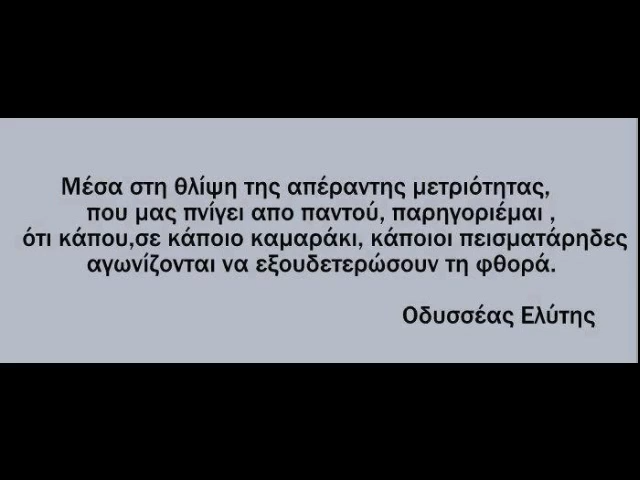 Μέσα στη θλίψη της απέραντης μετριότητας,
που μας πνίγει απο παντού, παρηγοριέμαι ,
ότι κάπου,σε κάποιο καμαράκι, κάποιοι πεισματάρηδες
αγωνίζονται να εξουδετερώσουν τη φθορά.
Οδυσσέας Ελύτης